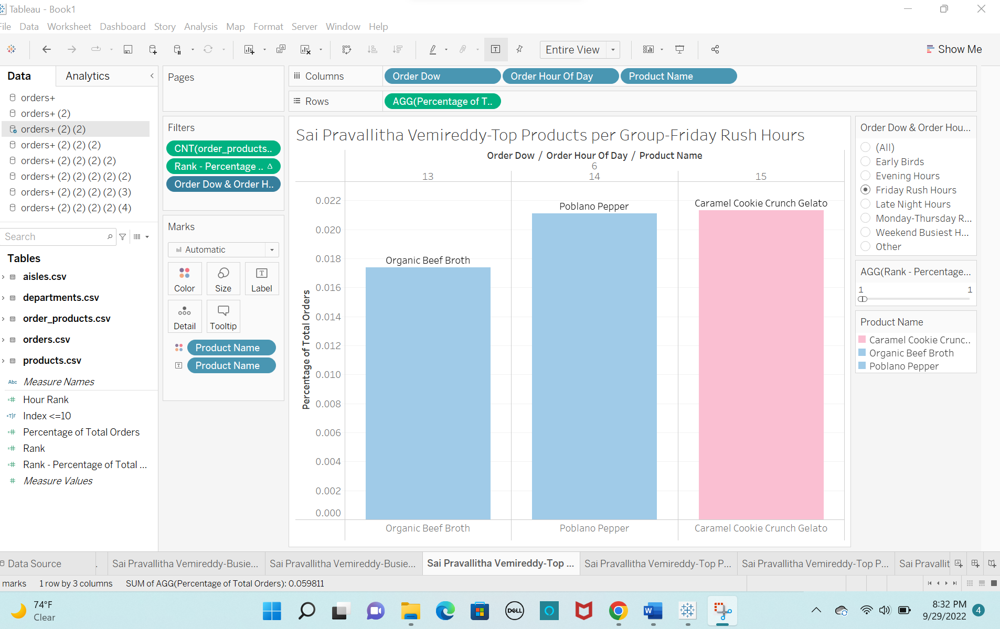 Tableau - Book1
File Data Worksheet Dashboard Story Analysis Map Format Server Window Help
Entire View
Show Me
Data
Analytics
orders+
orders+ (2)
orders+ (2) (2)
orders+ (2) (2) (2)
orders+ (2) (2) (2) (2)
orders+ (2) (2) (2) (2) (2)
orders+ (2) (2) (2) (2) (3)
orders+ (2) (2) (2) (2) (4)
Search
Tables
aisles.csv
departments.csv
order_products.csv
orders.csv
products.csv
Abc Measure Names
Hour Rank
=T|F Index <=10
Percentage of Total Orders
Rank
Rank - Percentage of Total ...
Measure Values
Pages
Filters
CNT(order_products..
Rank - Percentage .. Δ
Order Dow & Order H..
Marks
Automatic
Color Size Label
Detail Tooltip
Product Name
Product Name
Columns Order Dow Order Hour Of Day Product Name
Rows AGG(Percentage of T..
Sai Pravallitha Vemireddy-Top Products per Group-Friday Rush Hours
Order Dow / Order Hour Of Day / Product Name
6
13 14 15
Percentage of Total Orders
0.022
0.020
0.018
0.016
0.014
0.012
0.010
0.008
0.006
0.004
0.002
0.000
Organic Beef Broth
Poblano Pepper
Caramel Cookie Crunch Gelato
Organic Beef Broth Poblano Pepper Caramel Cookie Crunch Gelato
Order Dow & Order Hou...
(All)
Early Birds
Evening Hours
Friday Rush Hours
Late Night Hours
Monday-Thursday R...
Weekend Busiest H...
Other
AGG(Rank - Percentage...
1 1
Product Name
Caramel Cookie Crunc..
Organic Beef Broth
Poblano Pepper
Data Source
Sai Pravallitha Vemireddy-Busie...
Sai Pravallitha Vemireddy-Busie...
Sai Pravallitha Vemireddy-Top ...
Sai Pravallitha Vemireddy-Top P...
Sai Pravallitha Vemireddy-Top P...
Sai Pravallit
marks 1 row by 3 columns SUM of AGG(Percentage of Total Orders): 0.059811
74°F
Clear
DELL
W
8:32 PM
9/29/2022
4